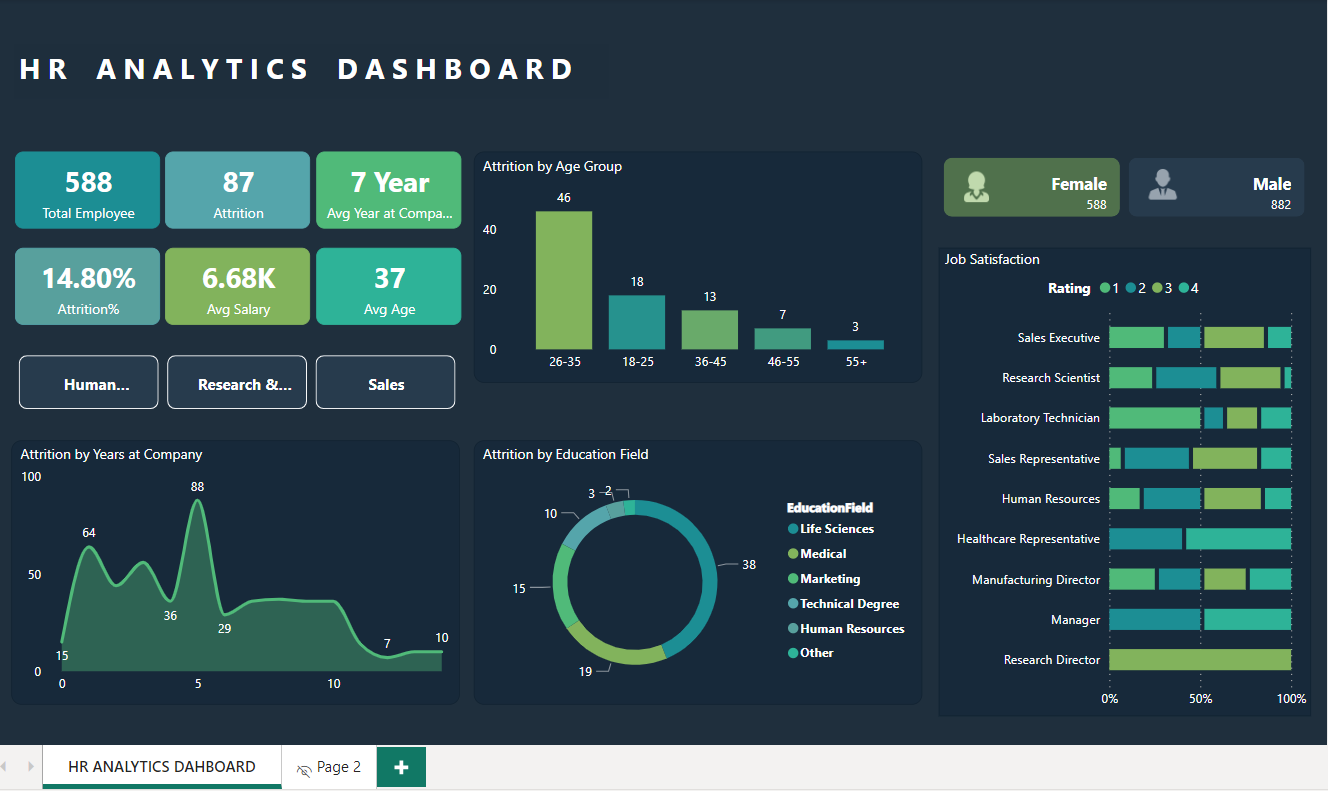 HR ANALYTICS DASHBOARD
588
Total Employee
87
Attrition
7 Year
Avg Year at Compa...
14.80%
Attrition%
6.68K
Avg Salary
37
Avg Age
Human...
Research &...
Sales
Attrition by Age Group
46
40
18
20
13
7
3
0
26-35
18-25
36-45
46-55
55+
Female
588
Male
882
Job Satisfaction
Rating
1
2
3
4
Sales Executive
Research Scientist
Laboratory Technician
Sales Representative
Human Resources
Healthcare Representative
Manufacturing Director
Manager
Research Director
0%
50%
100%
Attrition by Years at Company
100
88
64
50
36
29
15
7
10
0
0
5
10
Attrition by Education Field
3
2
10
15
19
38
EducationField
Life Sciences
Medical
Marketing
Technical Degree
Human Resources
Other
HR ANALYTICS DAHBOARD
Page 2
+